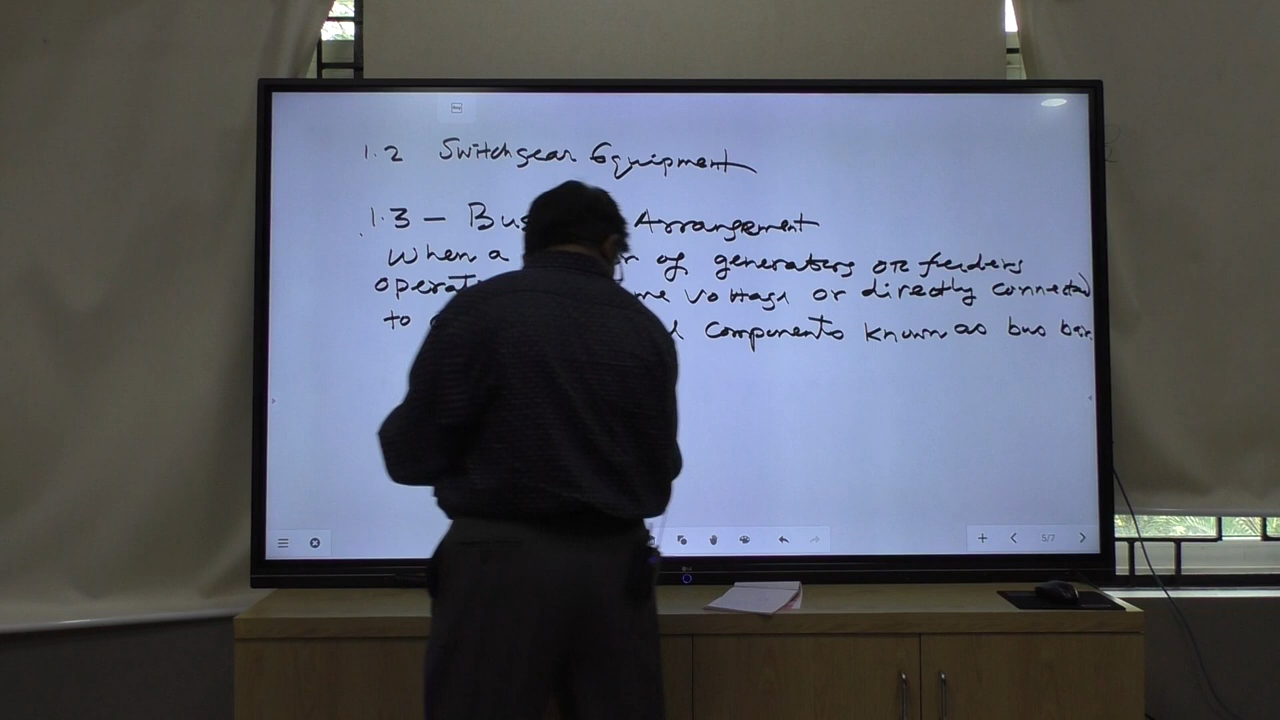 1.2 Switchgear Equipment
1.3 - Bus Arrangement
When a of generators or feeders
operat voltage or directly connected
to components known as bus bar.
5/7
LG